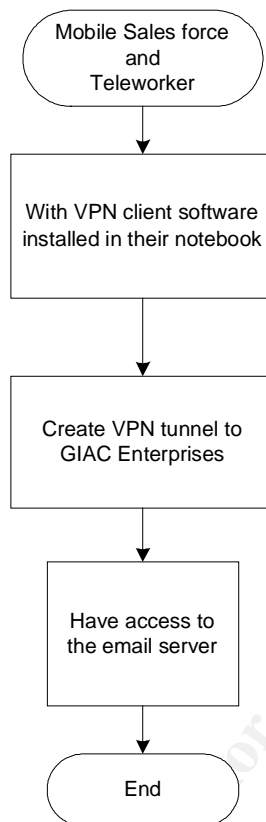 Mobile Sales force
and
Teleworker
With VPN client software
installed in their notebook
Create VPN tunnel to
GIAC Enterprises
Have access to
the email server
End